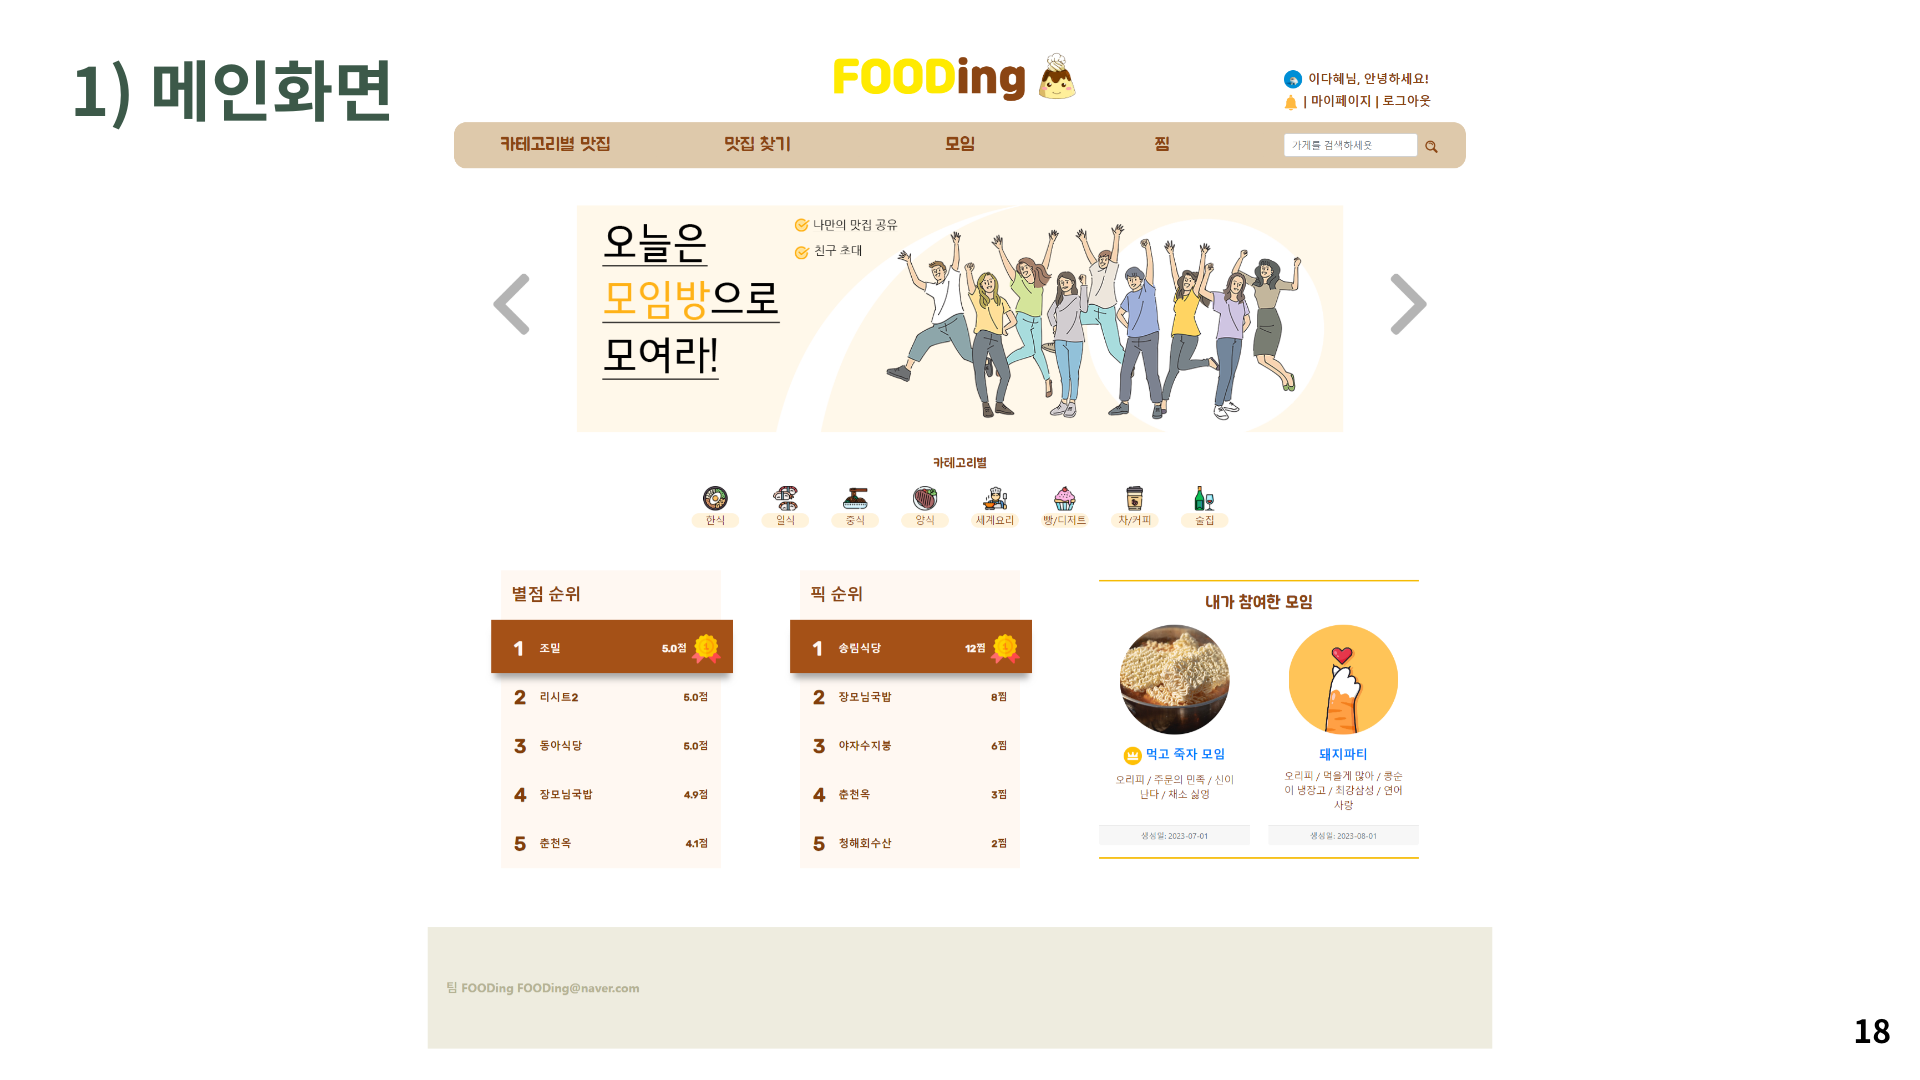 1) 메인화면
FOODing
이다혜님, 안녕하세요!
| 마이페이지 | 로그아웃
카테고리별 맛집
맛집 찾기
모임
찜
가게를 검색하세요
오늘은
모임방으로
모여라!
나만의 맛집 공유
친구 초대
카테고리별
한식
일식
중식
양식
세계요리
빵/디저트
차/커피
술집
별점 순위
1 조밀 5.0점
2 리시트2 5.0점
3 동아식당 5.0점
4 장모님국밥 4.9점
5 춘천옥 4.1점
픽 순위
1 송림식당 12찜
2 장모님국밥 8찜
3 야자수지붕 6찜
4 춘천옥 3찜
5 청해회수산 2찜
내가 참여한 모임
먹고 죽자 모임
오리피 / 주문의 민족 / 신이
난다 / 채소 싫엉
생성일: 2023-07-01
돼지파티
오리피 / 먹을게 많아 / 콩순
이 냉장고 / 최강삼성 / 연어
사랑
생성일: 2023-08-01
팀 FOODing FOODing@naver.com
18